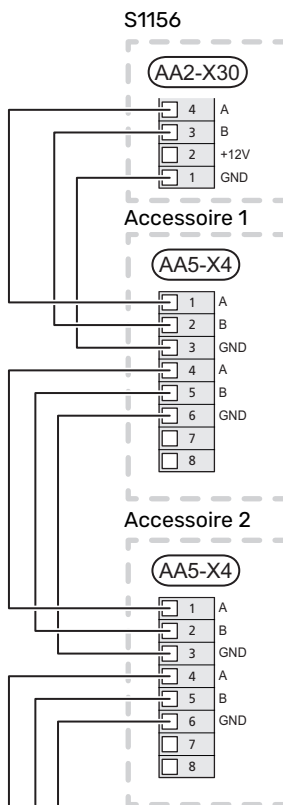 S1156
AA2-X30
4 A
3 B
2 +12V
1 GND
Accessoire 1
AA5-X4
1 A
2 B
3 GND
4 A
5 B
6 GND
7
8
Accessoire 2
AA5-X4
1 A
2 B
3 GND
4 A
5 B
6 GND
7
8